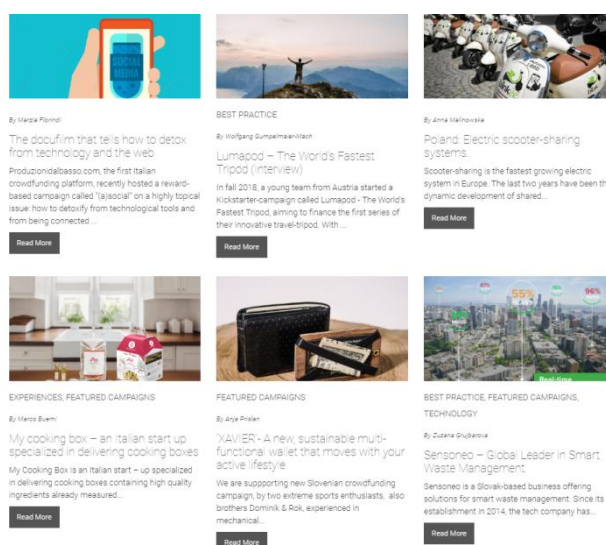 SOCIAL
MEDIA
By Marzia Fiorindi
The docufilm that tells how to detox
from technology and the web
Produzionidalbasso.com, the first Italian
crowdfunding platform, recently hosted a reward-
based campaign called “(a)social” on a highly topical
issue: how to detoxify from technological tools and
from being connected ...
Read More
BEST PRACTICE
By Wolfgang Gumpelmaier-Mach
Lumapod – The World's Fastest
Tripod (Interview)
In fall 2018, a young team from Austria started a
Kickstarter-campaign called Lumapod - The World's
Fastest Tripod, aiming to finance the first series of
their innovative travel-tripod. With ...
Read More
By Anna Malinowska
Poland: Electric scooter-sharing
systems.
Scooter-sharing is the fastest growing electric
system in Europe. The last two years have been th
dynamic development of shared...
Read More
EXPERIENCES, FEATURED CAMPAIGNS
By Marco Buemi
My cooking box – an Italian start up
specialized in delivering cooking boxes
My Cooking Box is an Italian start – up specialized
in delivering cooking boxes containing high quality
ingredients already measured...
Read More
FEATURED CAMPAIGNS
By Anja Prislan
'XAVIER'- A new, sustainable multi-
functional wallet that moves with your
active lifestyle
We are suppporting new Slovenian crowdfunding
campaign, by two extreme sports enthusiasts, also
brothers Dominik & Rok, experienced in
mechanical...
Read More
55%
96%
Real-time
BEST PRACTICE, FEATURED CAMPAIGNS,
TECHNOLOGY
By Zuzana Grujbarova
Sensoneo – Global Leader in Smart
Waste Management
Sensoneo is a Slovak-based business offering
solutions for smart waste management. Since its
establishment in 2014, the tech company has...
Read More